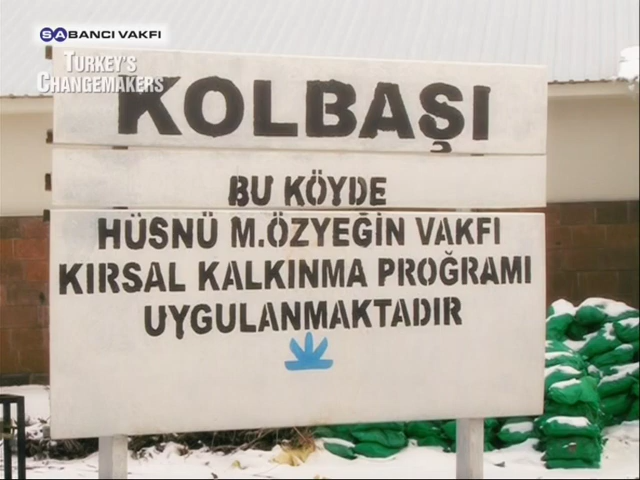 SABANCI VAKFI
TURKEY'S
CHANGEMAKERS
KOLBAŞI
BU KÖYDE
HÜSNÜ M.ÖZYEĞİN VAKFI
KIRSAL KALKINMA PROĞRAMI
UYGULANMAKTADIR